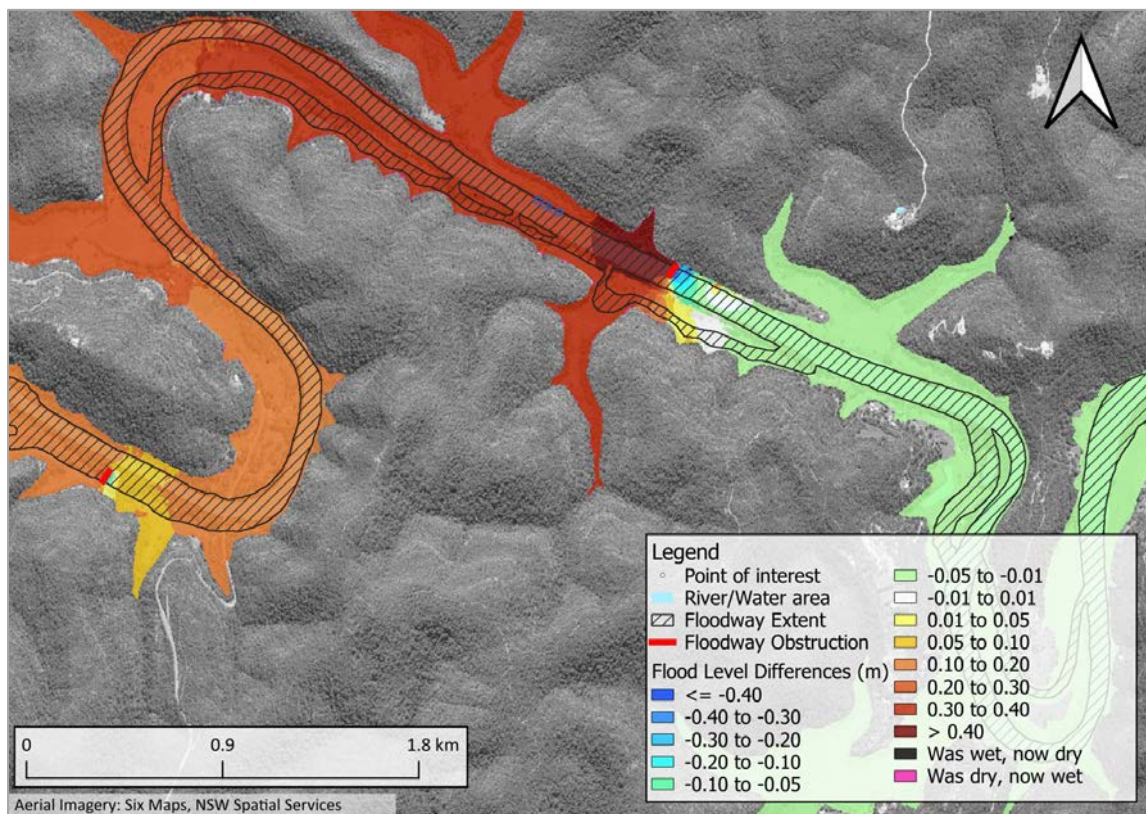 Legend
Point of interest
River/Water area
Floodway Extent
Floodway Obstruction
Flood Level Differences (m)
<= -0.40
-0.40 to -0.30
-0.30 to -0.20
-0.20 to -0.10
-0.10 to -0.05
-0.05 to -0.01
-0.01 to 0.01
0.01 to 0.05
0.05 to 0.10
0.10 to 0.20
0.20 to 0.30
0.30 to 0.40
> 0.40
Was wet, now dry
Was dry, now wet
0 0.9 1.8 km
Aerial Imagery: Six Maps, NSW Spatial Services